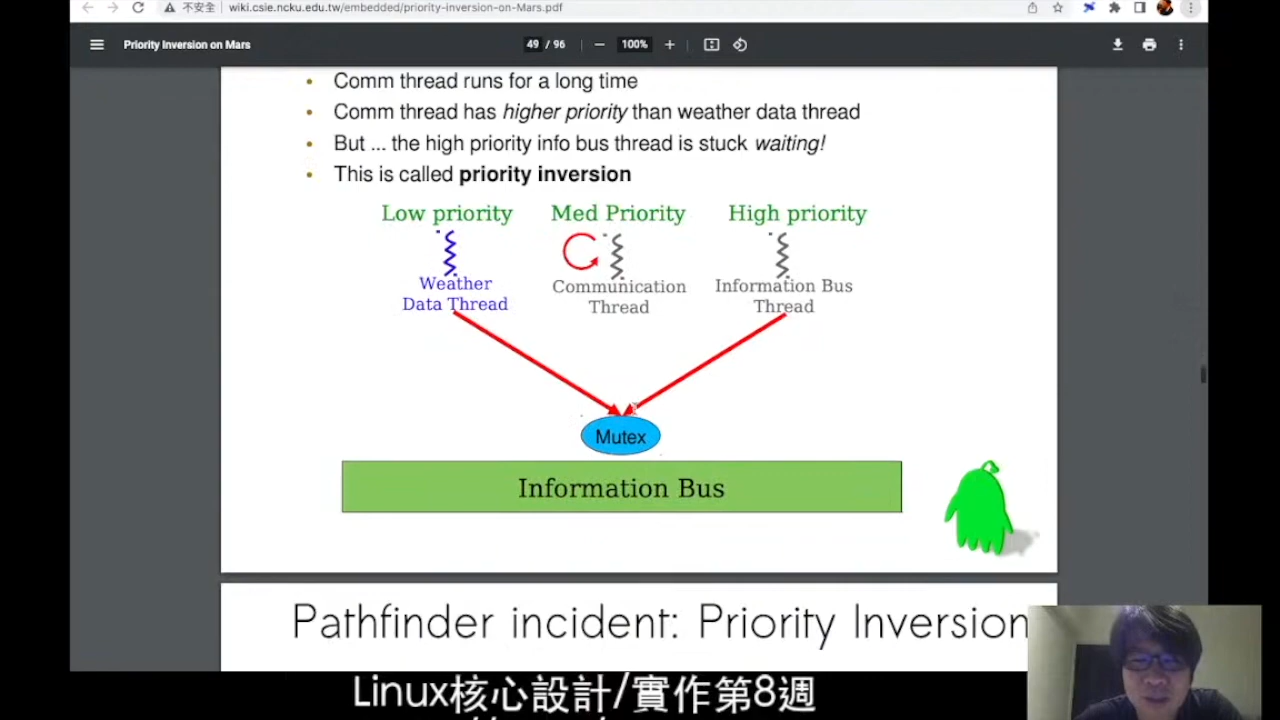 不安全 wiki.csie.ncku.edu.tw/embedded/priority-inversion-on-Mars.pdf
Priority Inversion on Mars 49 / 96 100%
• Comm thread runs for a long time
• Comm thread has higher priority than weather data thread
• But ... the high priority info bus thread is stuck waiting!
• This is called priority inversion
Low priority Med Priority High priority
Weather
Data Thread
Communication
Thread
Information Bus
Thread
Mutex
Information Bus
Pathfinder incident: Priority Inversion
Linux核心設計/實作第8週